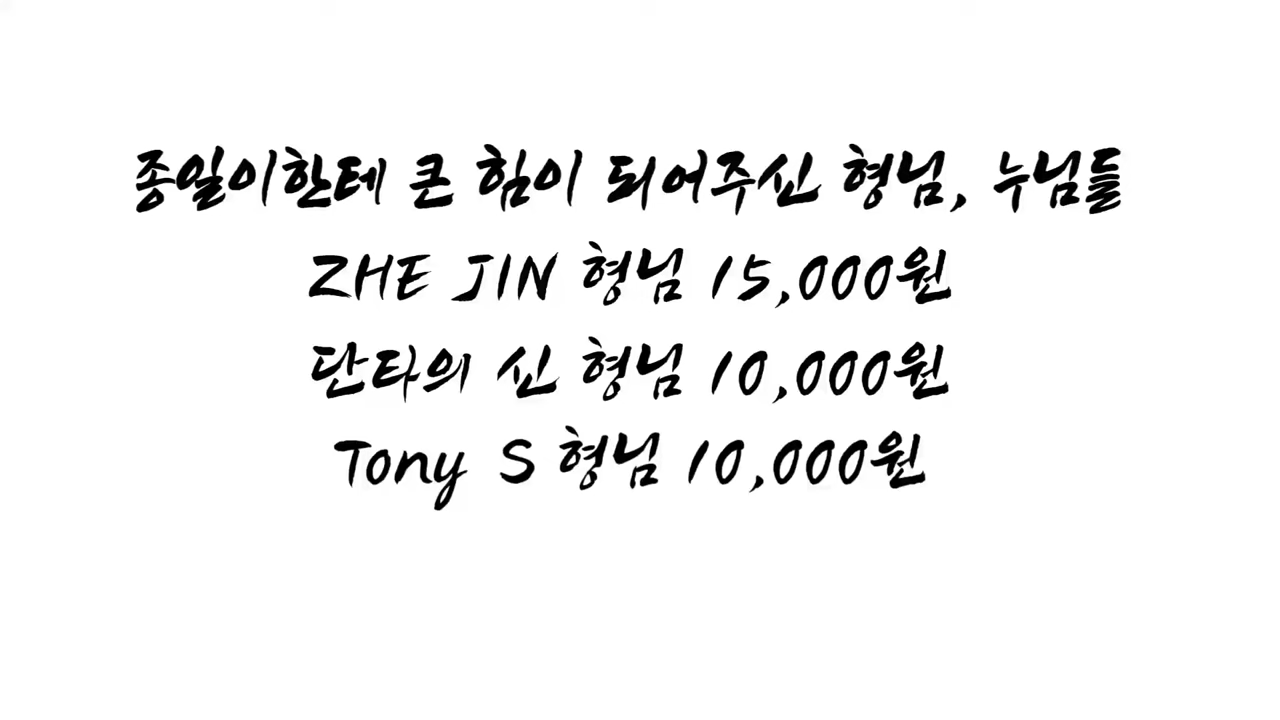 종일이한테 큰 힘이 되어주신 형님, 누님들
ZHE JIN 형님 15,000원
단타의 신 형님 10,000원
Tony S 형님 10,000원